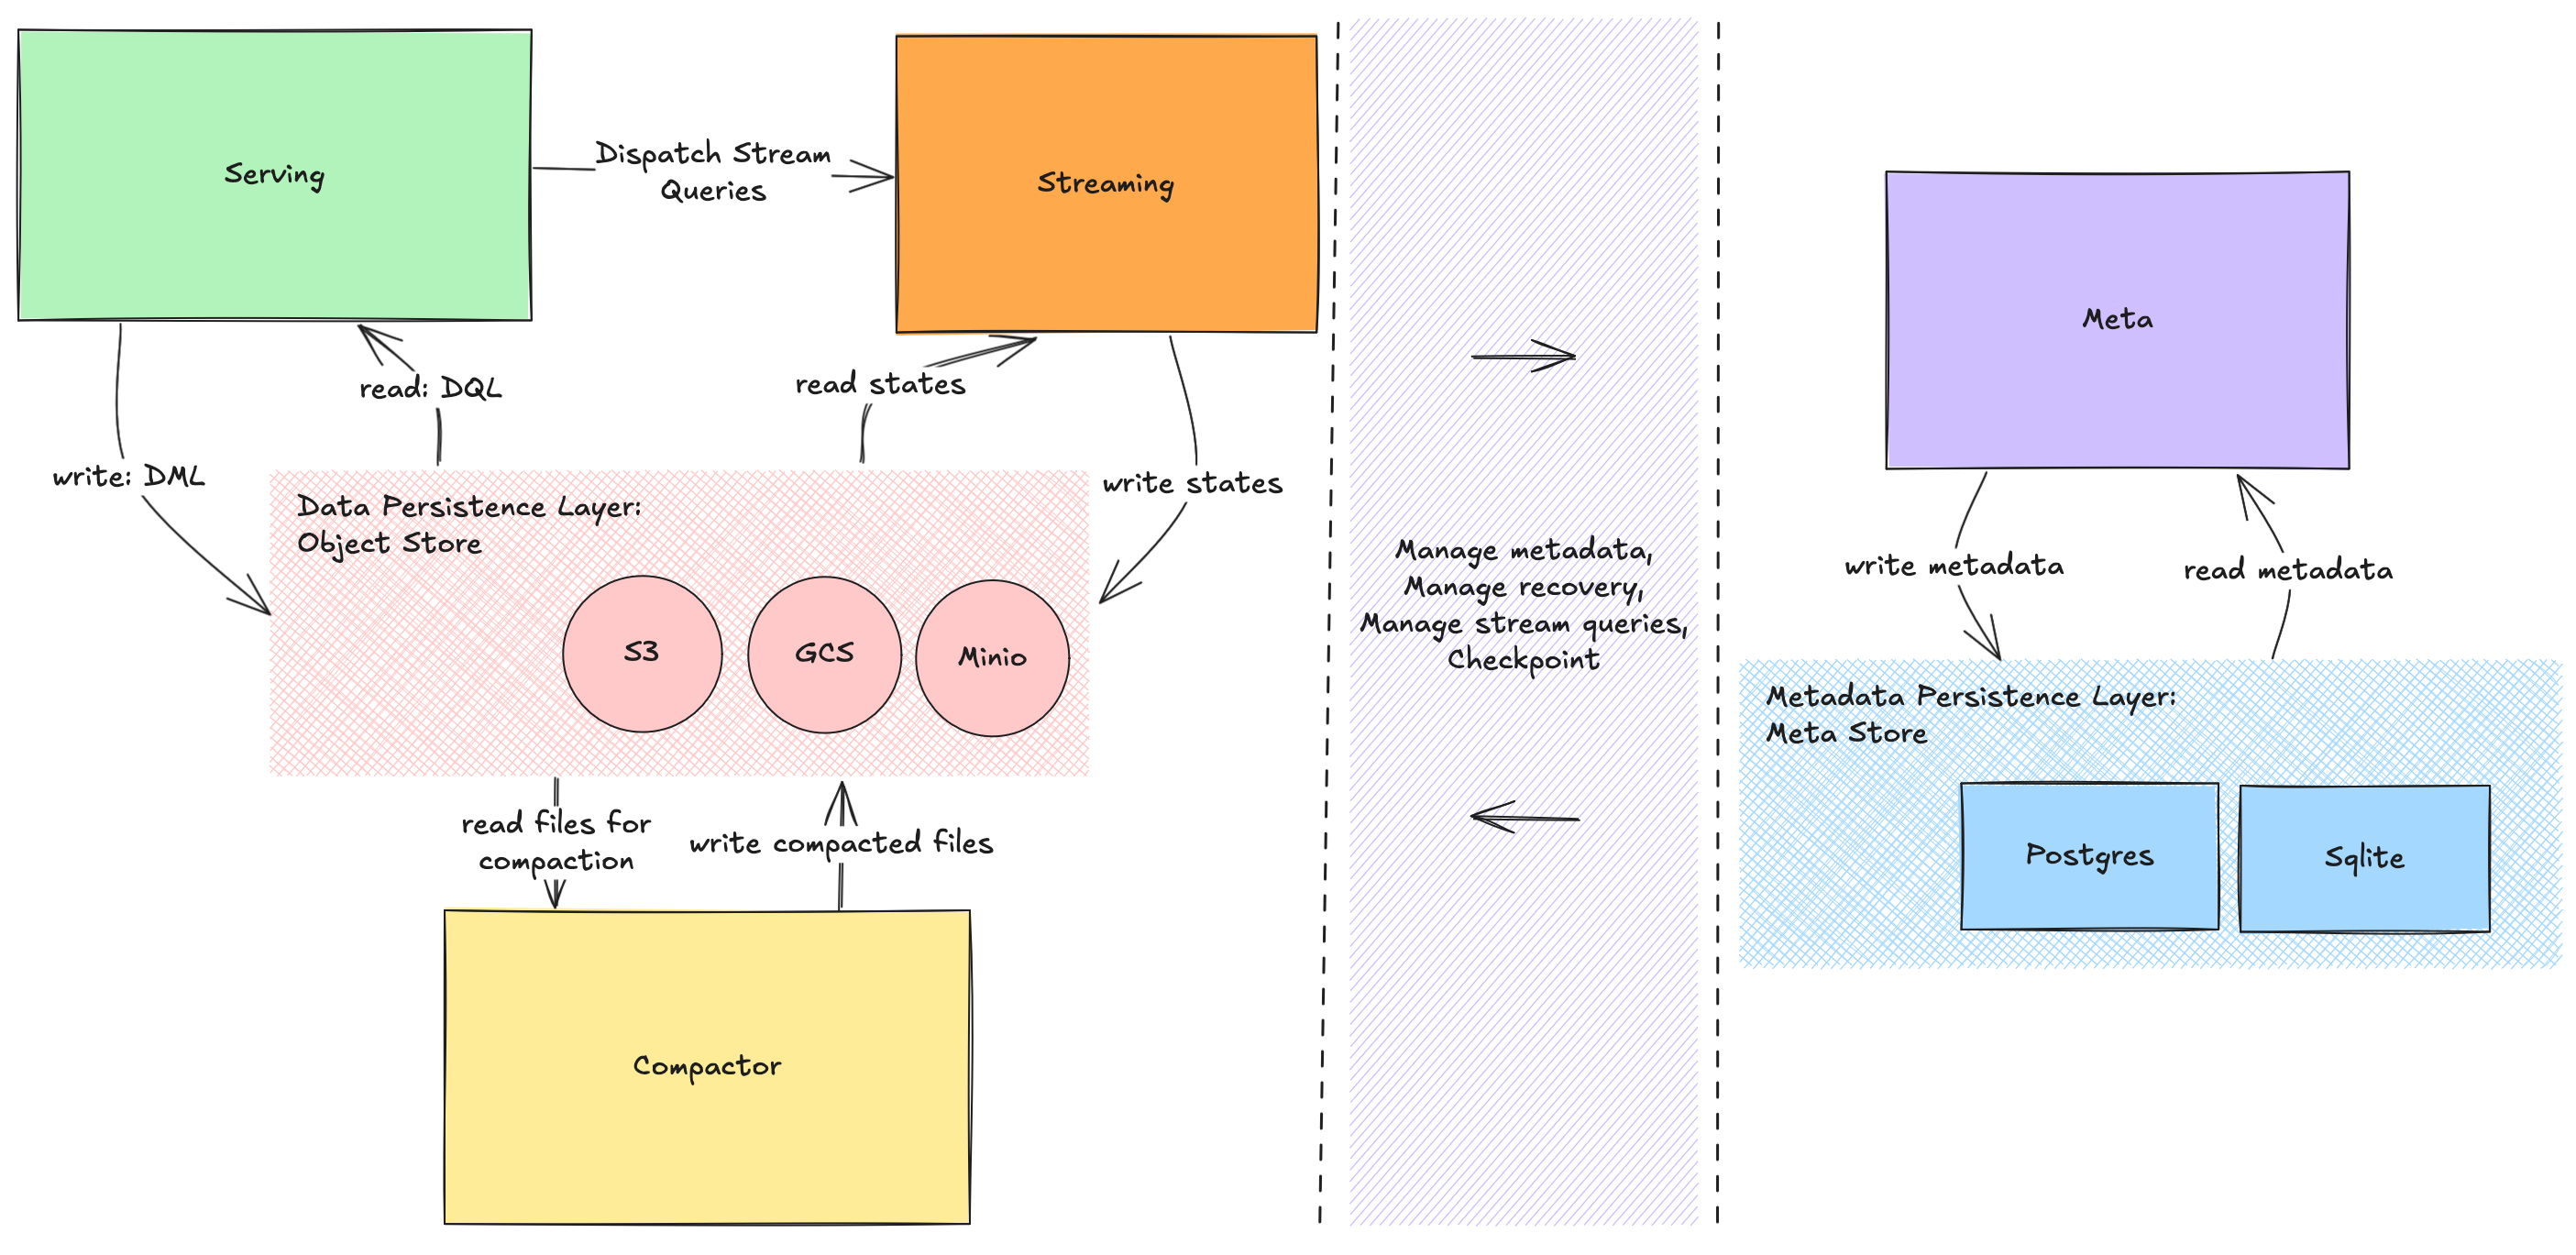 Serving
Dispatch Stream
Queries
Streaming
Meta
read: DQL
read states
write: DML
write states
Data Persistence Layer:
Object Store
S3
GCS
Minio
Manage metadata,
Manage recovery,
Manage stream queries,
Checkpoint
write metadata
read metadata
Metadata Persistence Layer:
Meta Store
Postgres
Sqlite
read files for
compaction
write compacted files
Compactor